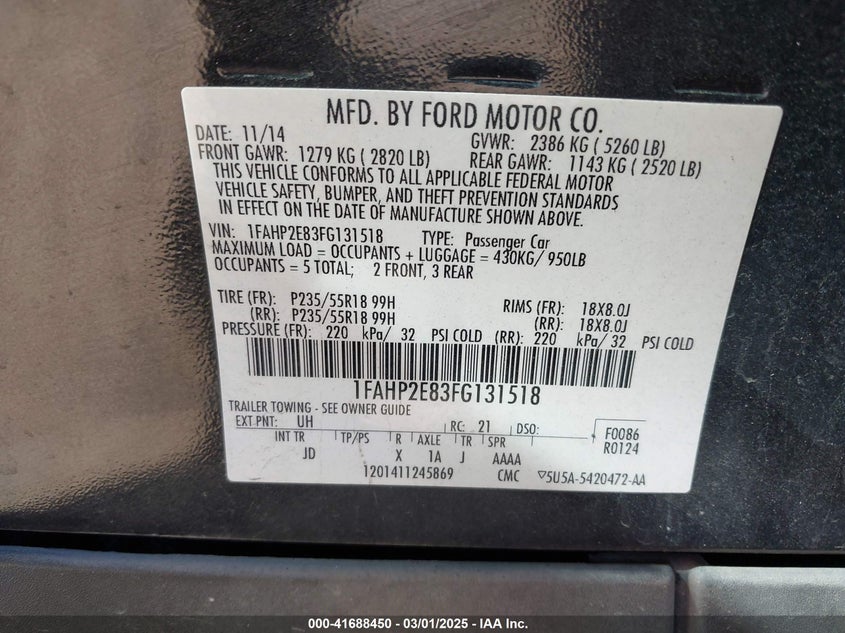 MFD. BY FORD MOTOR CO.
DATE: 11/14 GVWR: 2386 KG ( 5260 LB)
FRONT GAWR: 1279 KG ( 2820 LB) REAR GAWR: 1143 KG ( 2520 LB)
THIS VEHICLE CONFORMS TO ALL APPLICABLE FEDERAL MOTOR
VEHICLE SAFETY, BUMPER, AND THEFT PREVENTION STANDARDS
IN EFFECT ON THE DATE OF MANUFACTURE SHOWN ABOVE.
VIN: 1FAHP2E83FG131518 TYPE: Passenger Car
MAXIMUM LOAD = OCCUPANTS + LUGGAGE = 430KG/ 950LB
OCCUPANTS = 5 TOTAL; 2 FRONT, 3 REAR
TIRE (FR): P235/55R18 99H RIMS (FR): 18X8.0J
(RR): P235/55R18 99H (RR): 18X8.0J
PRESSURE (FR): 220 kPa/ 32 PSI COLD (RR): 220 kPa/ 32 PSI COLD
1FAHP2E83FG131518
TRAILER TOWING - SEE OWNER GUIDE
EXT PNT: UH RC: 21 DSO: F0086
R0124
INT TR TP/PS R AXLE TR SPR
JD X 1A J AAAA
1201411245869 CMC ▽5U5A-5420472-AA
000-41688450 - 03/01/2025 - IAA Inc.